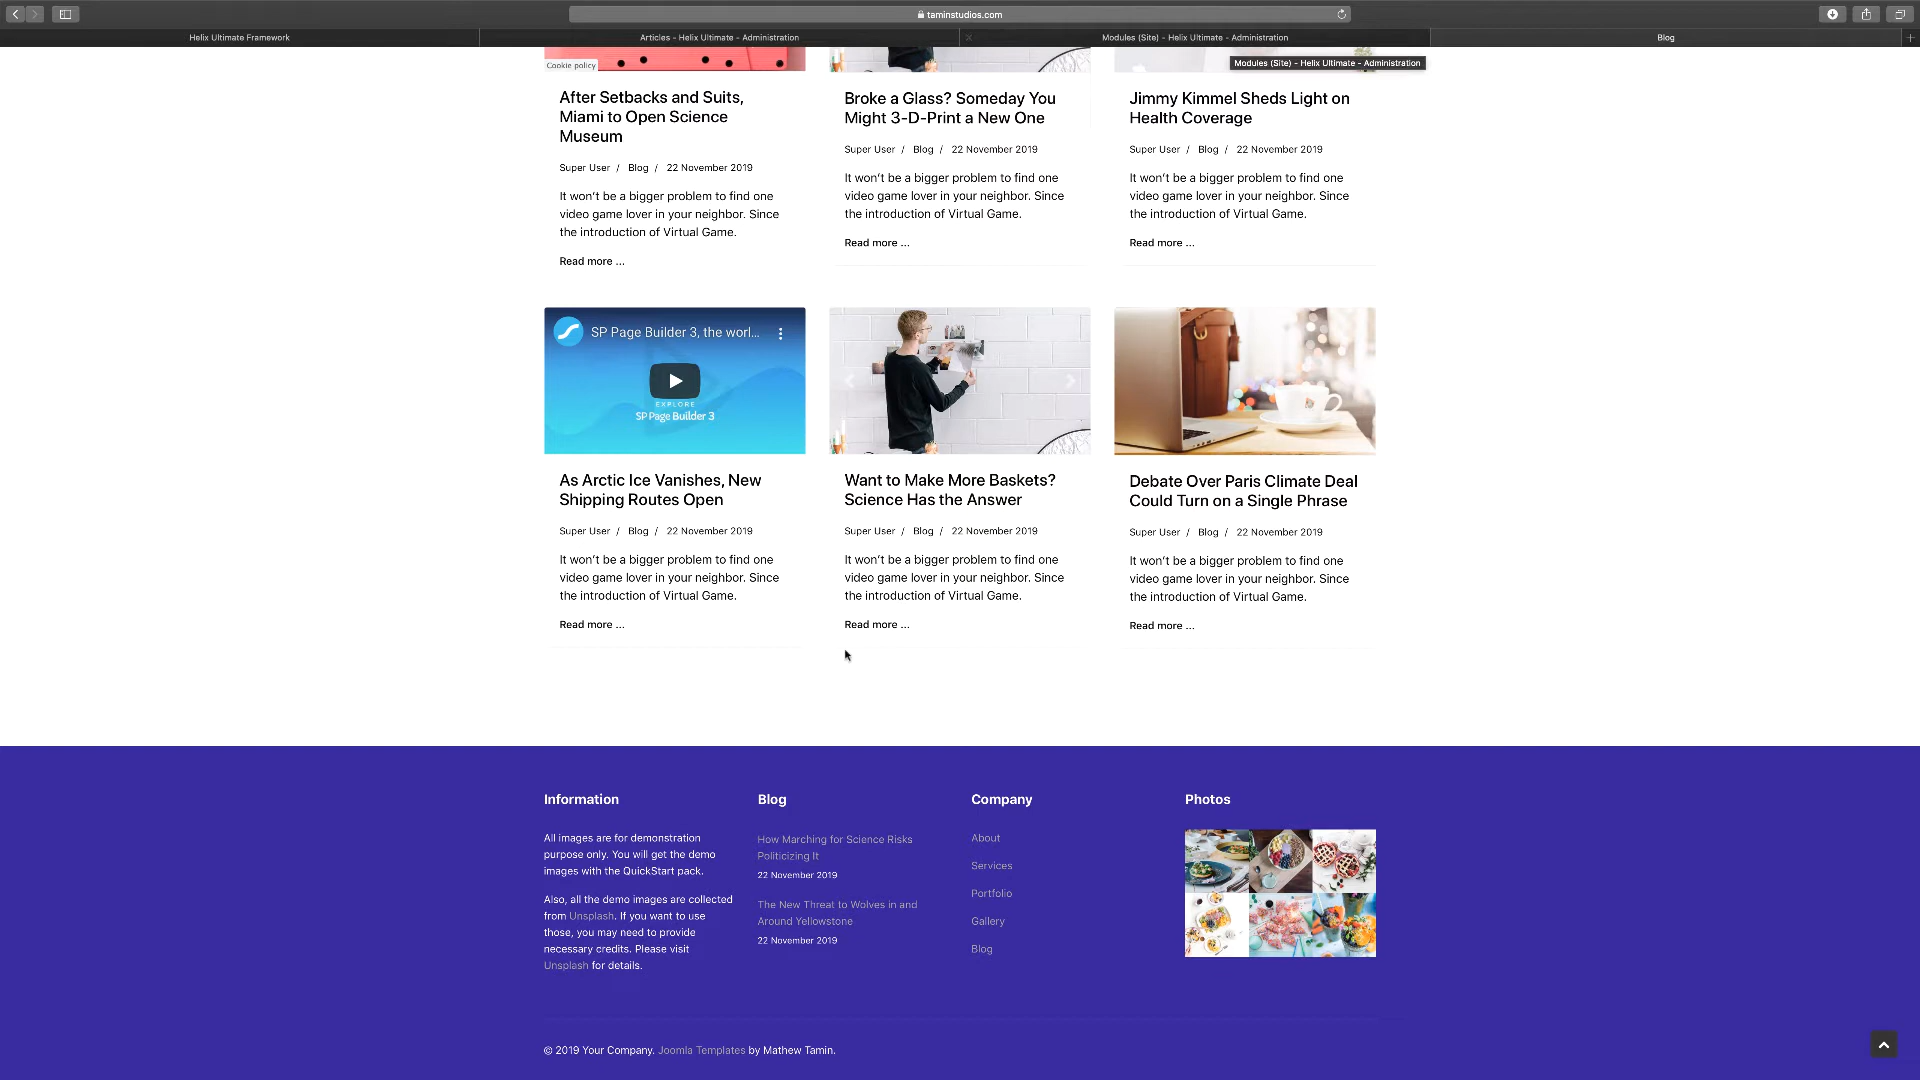 taminstudios.com
Helix Ultimate Framework
Articles - Helix Ultimate - Administration
Modules (Site) - Helix Ultimate - Administration
Blog
Modules (Site) - Helix Ultimate - Administration
Cookie policy
After Setbacks and Suits,
Miami to Open Science
Museum
Super User / Blog / 22 November 2019
It won't be a bigger problem to find one
video game lover in your neighbor. Since
the introduction of Virtual Game.
Read more ...
Broke a Glass? Someday You
Might 3-D-Print a New One
Super User / Blog / 22 November 2019
It won't be a bigger problem to find one
video game lover in your neighbor. Since
the introduction of Virtual Game.
Read more ...
Jimmy Kimmel Sheds Light on
Health Coverage
Super User / Blog / 22 November 2019
It won't be a bigger problem to find one
video game lover in your neighbor. Since
the introduction of Virtual Game.
Read more ...
SP Page Builder 3, the worl...
EXPLORE
SP Page Builder 3
As Arctic Ice Vanishes, New
Shipping Routes Open
Super User / Blog / 22 November 2019
It won't be a bigger problem to find one
video game lover in your neighbor. Since
the introduction of Virtual Game.
Read more ...
Want to Make More Baskets?
Science Has the Answer
Super User / Blog / 22 November 2019
It won't be a bigger problem to find one
video game lover in your neighbor. Since
the introduction of Virtual Game.
Read more ...
Debate Over Paris Climate Deal
Could Turn on a Single Phrase
Super User / Blog / 22 November 2019
It won't be a bigger problem to find one
video game lover in your neighbor. Since
the introduction of Virtual Game.
Read more ...
Information
All images are for demonstration
purpose only. You will get the demo
images with the QuickStart pack.
Also, all the demo images are collected
from Unsplash. If you want to use
those, you may need to provide
necessary credits. Please visit
Unsplash for details.
Blog
How Marching for Science Risks
Politicizing It
22 November 2019
The New Threat to Wolves in and
Around Yellowstone
22 November 2019
Company
About
Services
Portfolio
Gallery
Blog
Photos
© 2019 Your Company. Joomla Templates by Mathew Tamin.